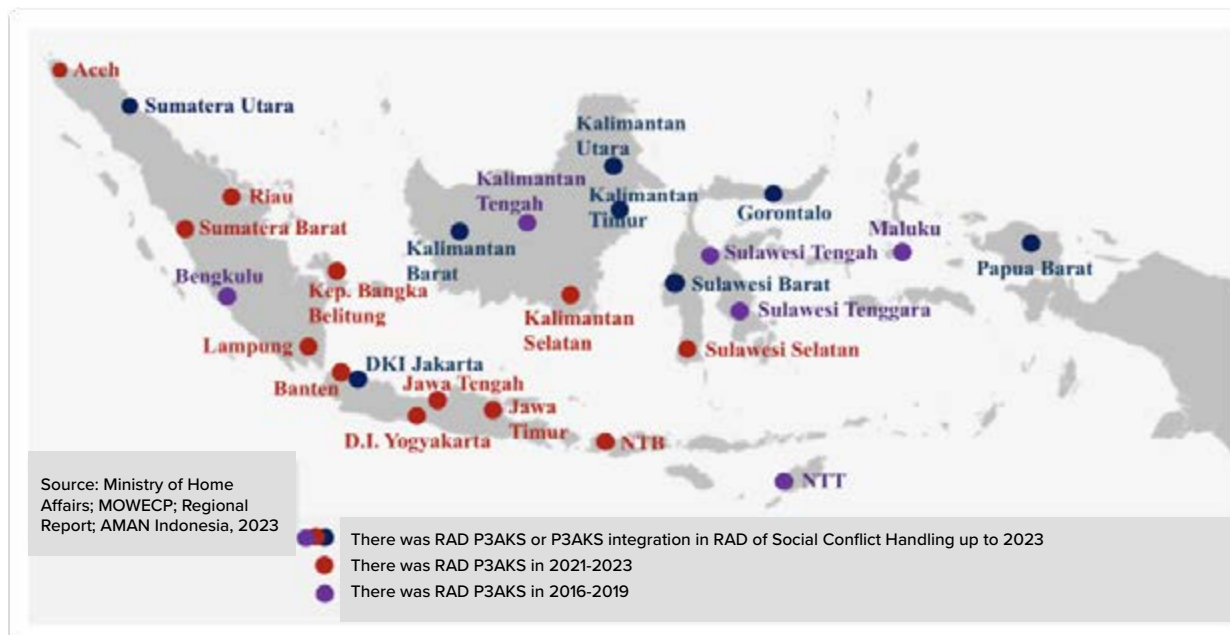 Aceh
Sumatera Utara
Kalimantan
Utara
Kalimantan
Tengah
Riau
Kalimantan
Timur
Gorontalo
Maluku
Sumatera Barat
Kalimantan
Barat
Sulawesi Tengah
Papua Barat
Bengkulu
Kep. Bangka
Belitung
Sulawesi Barat
Kalimantan
Selatan
Sulawesi Tenggara
Lampung
Sulawesi Selatan
DKI Jakarta
Banten
Jawa Tengah
Jawa
Timur
D.I. Yogyakarta
NTB
NTT
Source: Ministry of Home
Affairs; MOWECP; Regional
Report; AMAN Indonesia, 2023
There was RAD P3AKS or P3AKS integration in RAD of Social Conflict Handling up to 2023
There was RAD P3AKS in 2021-2023
There was RAD P3AKS in 2016-2019